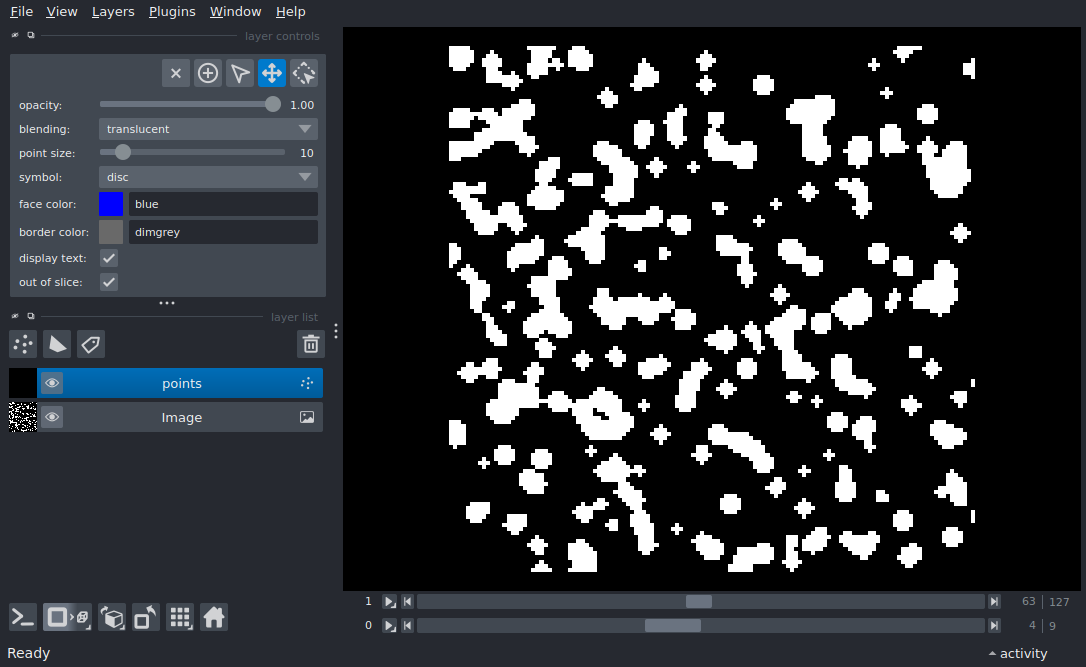 File View Layers Plugins Window Help
layer controls
opacity: 1.00
blending: translucent
point size: 10
symbol: disc
face color: blue
border color: dimgrey
display text:
out of slice:
layer list
points
Image
1 63 127
0 4 9
Ready activity